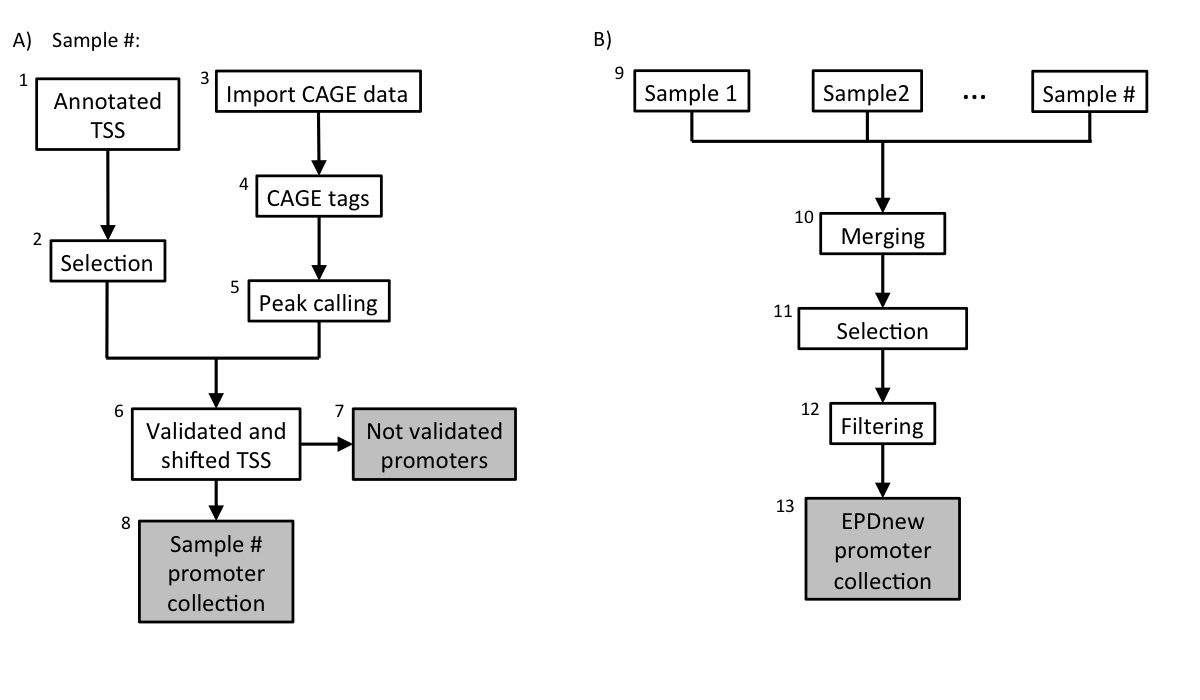 A) Sample #:
1
Annotated
TSS
3
Import CAGE data
4
CAGE tags
2
Selection
5
Peak calling
6
Validated and
shifted TSS
7
Not validated
promoters
8
Sample #
promoter
collection
B)
9
Sample 1
Sample2
...
Sample #
10
Merging
11
Selection
12
Filtering
13
EPDnew
promoter
collection